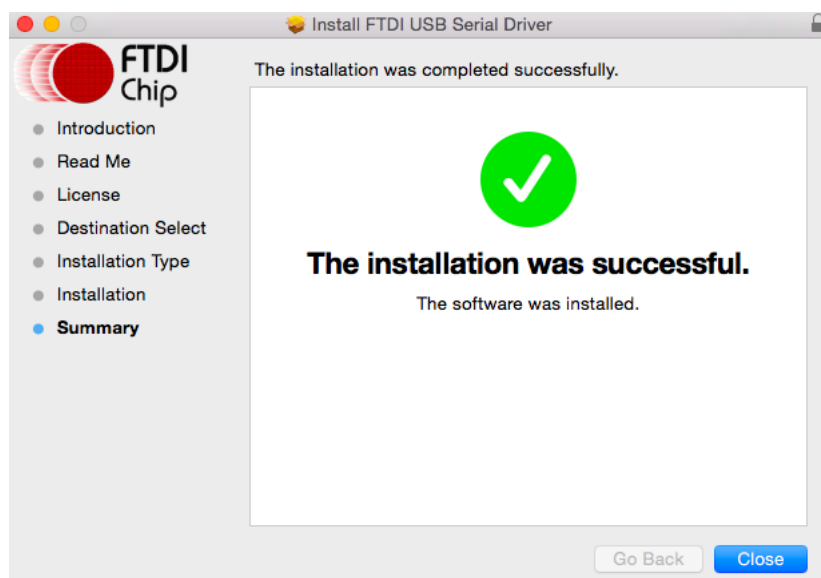 Install FTDI USB Serial Driver
FTDI
Chip
The installation was completed successfully.
Introduction
Read Me
License
Destination Select
Installation Type
Installation
Summary
The installation was successful.
The software was installed.
Go Back
Close